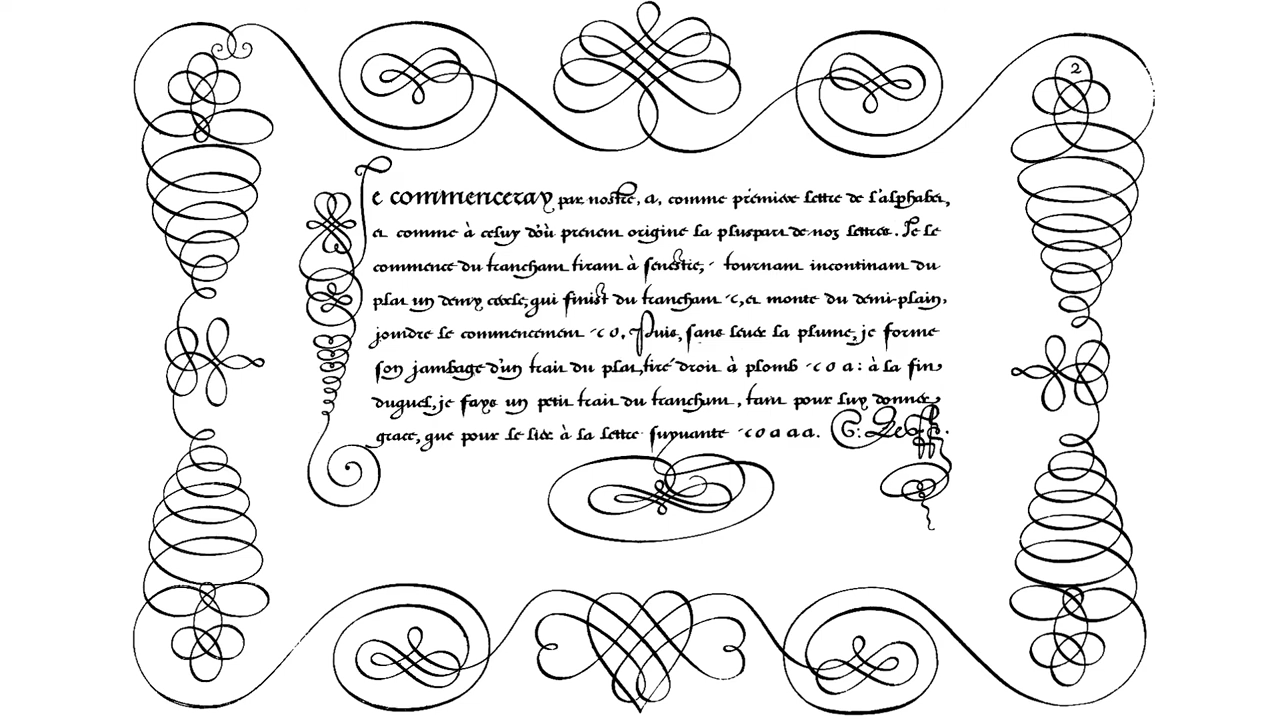 2
Je commenceray par nostre, a, comme premiere lettre de l'alphabet,
et comme à celuy d'où prenent origine la pluspart de noz lettres. Je le
commence du tranchant tirant à senestre, tournant incontinant du
plat un demy cercle, qui finist du tranchant c, et monte du demi-plain,
joindre le commencement c o. Puis, sans lever la plume, je forme
son jambage d'un trait du plat, tiré droit à plomb c o a : à la fin
duquel, je fays un petit trait du tranchant, tant pour luy donner
grace, que pour le lier à la lettre suyvante c o a a a. G: